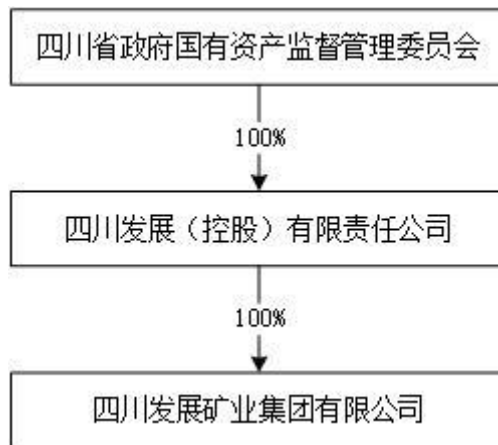 四川省政府国有资产监督管理委员会
100%
四川发展（控股）有限责任公司
100%
四川发展矿业集团有限公司